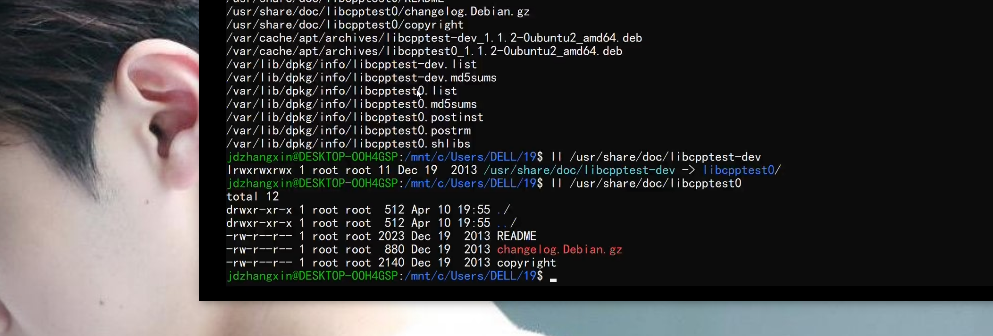 /usr/share/doc/libcpptest0/README
/usr/share/doc/libcpptest0/changelog.Debian.gz
/usr/share/doc/libcpptest0/copyright
/var/cache/apt/archives/libcpptest-dev_1.1.2-0ubuntu2_amd64.deb
/var/cache/apt/archives/libcpptest0_1.1.2-0ubuntu2_amd64.deb
/var/lib/dpkg/info/libcpptest-dev.list
/var/lib/dpkg/info/libcpptest-dev.md5sums
/var/lib/dpkg/info/libcpptest0.list
/var/lib/dpkg/info/libcpptest0.md5sums
/var/lib/dpkg/info/libcpptest0.postinst
/var/lib/dpkg/info/libcpptest0.postrm
/var/lib/dpkg/info/libcpptest0.shlibs
jdzhangxin@DESKTOP-OOH4GSP:/mnt/c/Users/DELL/19$ ll /usr/share/doc/libcpptest-dev
lrwxrwxrwx 1 root root 11 Dec 19  2013 /usr/share/doc/libcpptest-dev -> libcpptest0/
jdzhangxin@DESKTOP-OOH4GSP:/mnt/c/Users/DELL/19$ ll /usr/share/doc/libcpptest0
total 12
drwxr-xr-x 1 root root  512 Apr 10 19:55 ./
drwxr-xr-x 1 root root  512 Apr 10 19:55 ../
-rw-r--r-- 1 root root 2023 Dec 19  2013 README
-rw-r--r-- 1 root root  880 Dec 19  2013 changelog.Debian.gz
-rw-r--r-- 1 root root 2140 Dec 19  2013 copyright
jdzhangxin@DESKTOP-OOH4GSP:/mnt/c/Users/DELL/19$